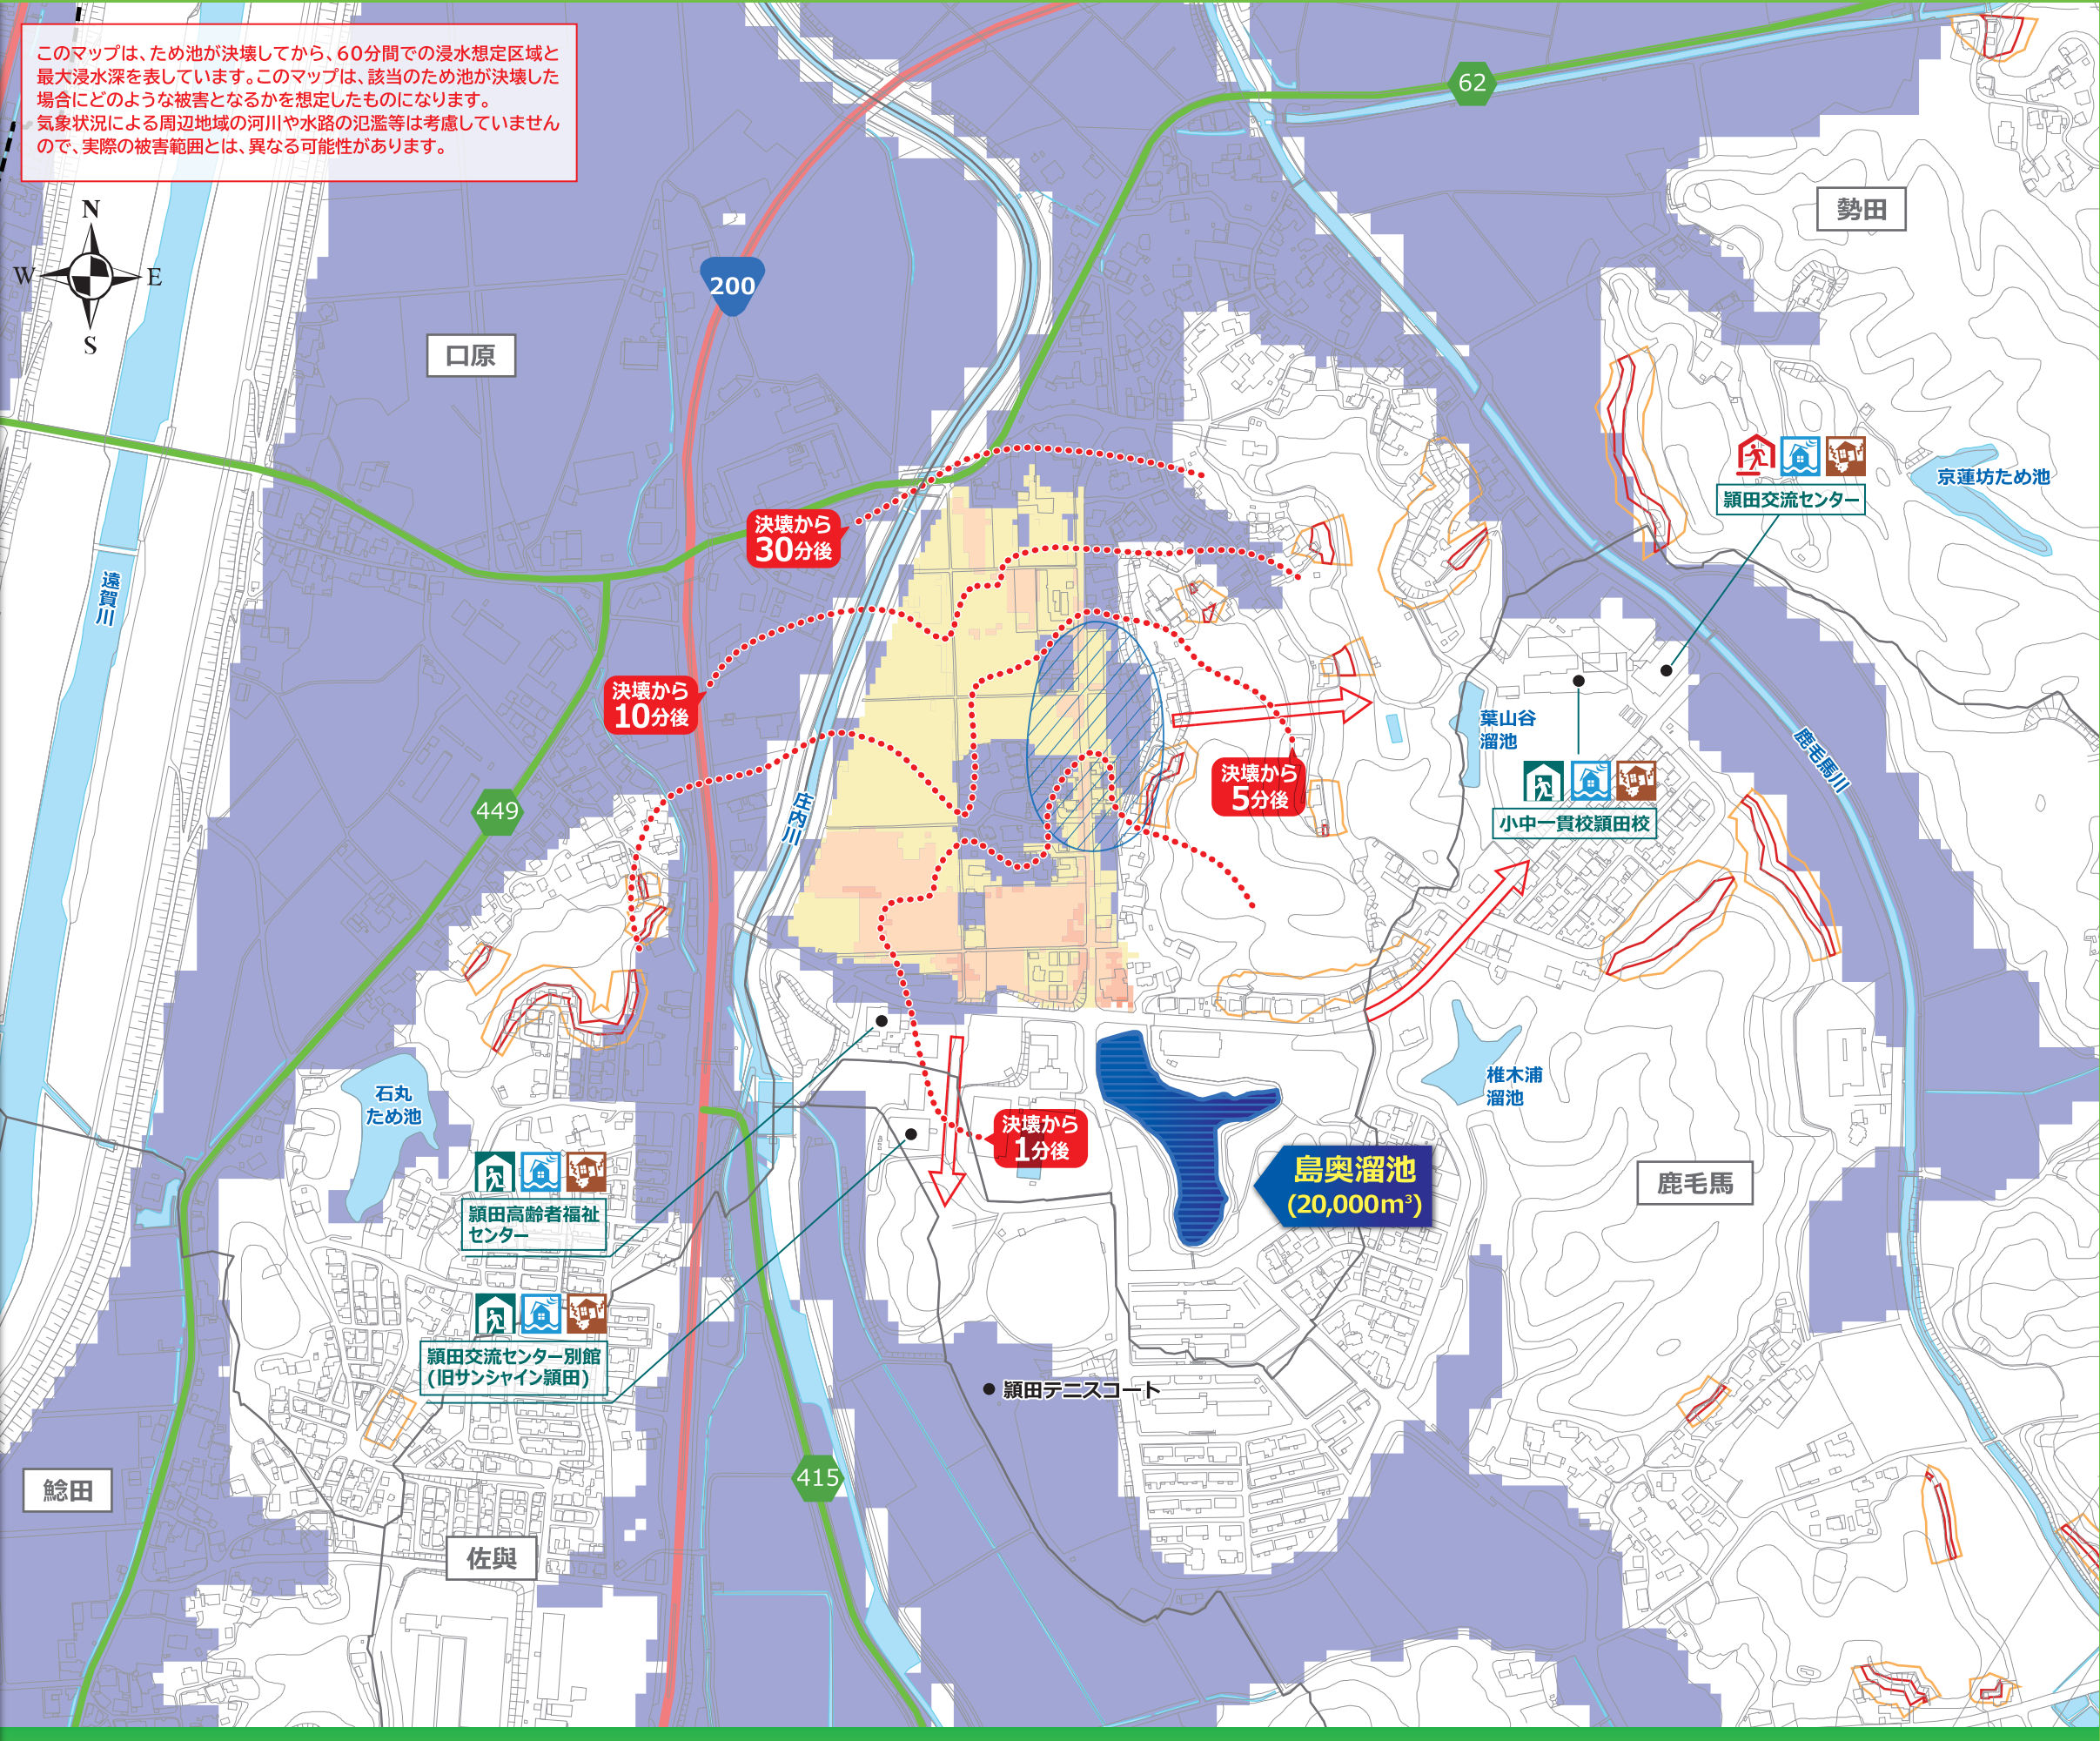 このマップは、ため池が決壊してから、60分間での浸水想定区域と
最大浸水深を表しています。このマップは、該当のため池が決壊した
場合にどのような被害となるかを想定したものになります。
気象状況による周辺地域の河川や水路の氾濫等は考慮していません
ので、実際の被害範囲とは、異なる可能性があります。
62
N
W
E
S
勢田
200
口原
京蓮坊ため池
頴田交流センター
決壊から
30分後
遠賀川
決壊から
10分後
葉山谷
溜池
鹿毛馬川
決壊から
5分後
449
庄内川
小中一貫校頴田校
石丸
ため池
椎木浦
溜池
決壊から
1分後
島奥溜池
(20,000m³)
鹿毛馬
頴田高齢者福祉
センター
頴田交流センター別館
(旧サンシャイン頴田)
頴田テニスコート
415
鯰田
佐與